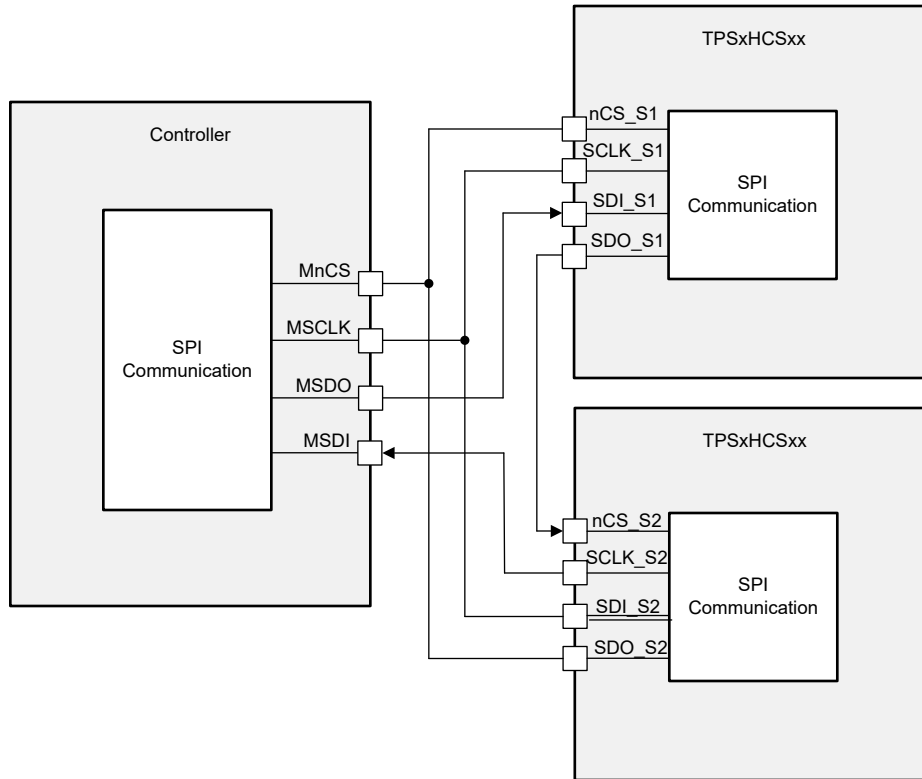 Controller
SPI
Communication
MnCS
MSCLK
MSDO
MSDI
TPSxHCSxx
nCS_S1
SCLK_S1
SDI_S1
SDO_S1
SPI
Communication
TPSxHCSxx
nCS_S2
SCLK_S2
SDI_S2
SDO_S2
SPI
Communication